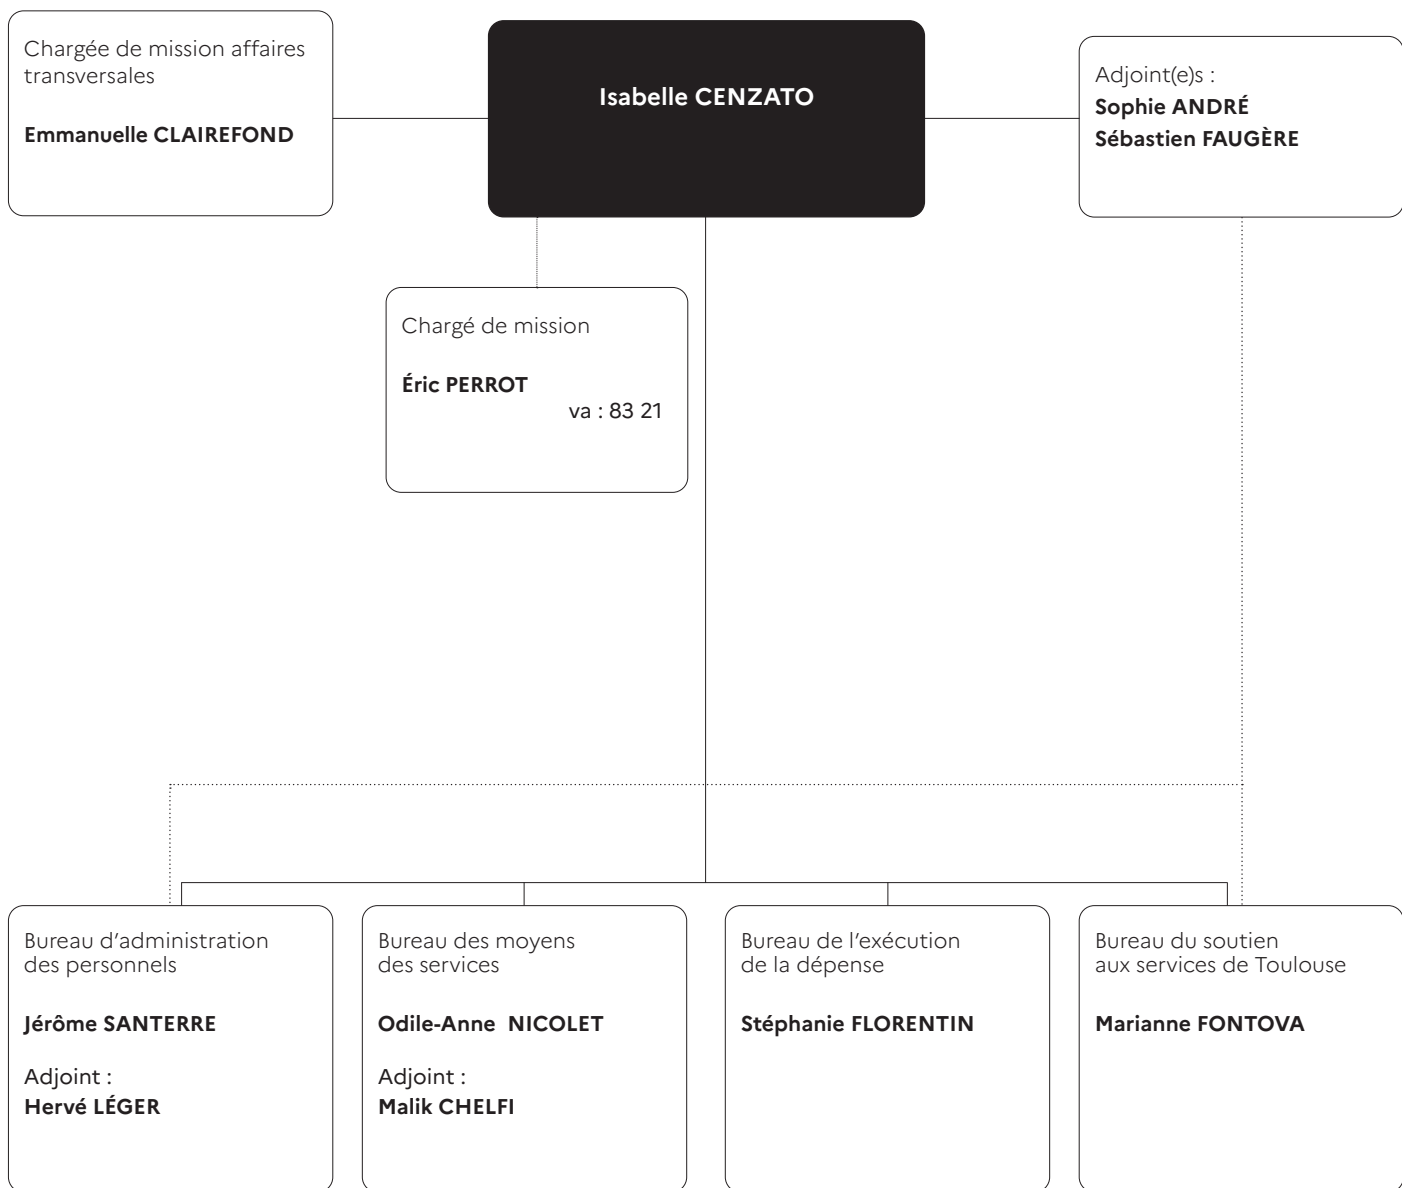 Chargée de mission affaires
transversales
Emmanuelle CLAIREFOND
Isabelle CENZATO
Adjoint(e)s :
Sophie ANDRÉ
Sébastien FAUGÈRE
Chargé de mission
Éric PERROT
va : 83 21
Bureau d'administration
des personnels
Jérôme SANTERRE
Adjoint :
Hervé LÉGER
Bureau des moyens
des services
Odile-Anne NICOLET
Adjoint :
Malik CHELFI
Bureau de l'exécution
de la dépense
Stéphanie FLORENTIN
Bureau du soutien
aux services de Toulouse
Marianne FONTOVA